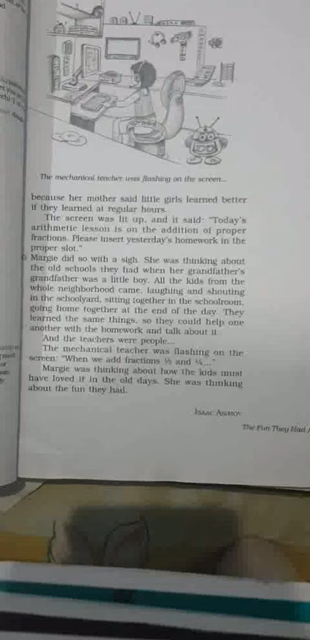 The mechanical teacher was flashing on the screen...
because her mother said little girls learned better
if they learned at regular hours.
The screen was lit up, and it said: "Today's
arithmetic lesson is on the addition of proper
fractions. Please insert yesterday's homework in the
proper slot."
Margie did so with a sigh. She was thinking about
the old schools they had when her grandfather's
grandfather was a little boy. All the kids from the
whole neighborhood came, laughing and shouting
in the schoolyard, sitting together in the schoolroom,
going home together at the end of the day. They
learned the same things, so they could help one
another with the homework and talk about it.
And the teachers were people...
The mechanical teacher was flashing on the
screen: "When we add fractions ½ and ¼..."
Margie was thinking about how the kids must
have loved it in the old days. She was thinking
about the fun they had.
ISAAC ASIMOV
The Fun They Had